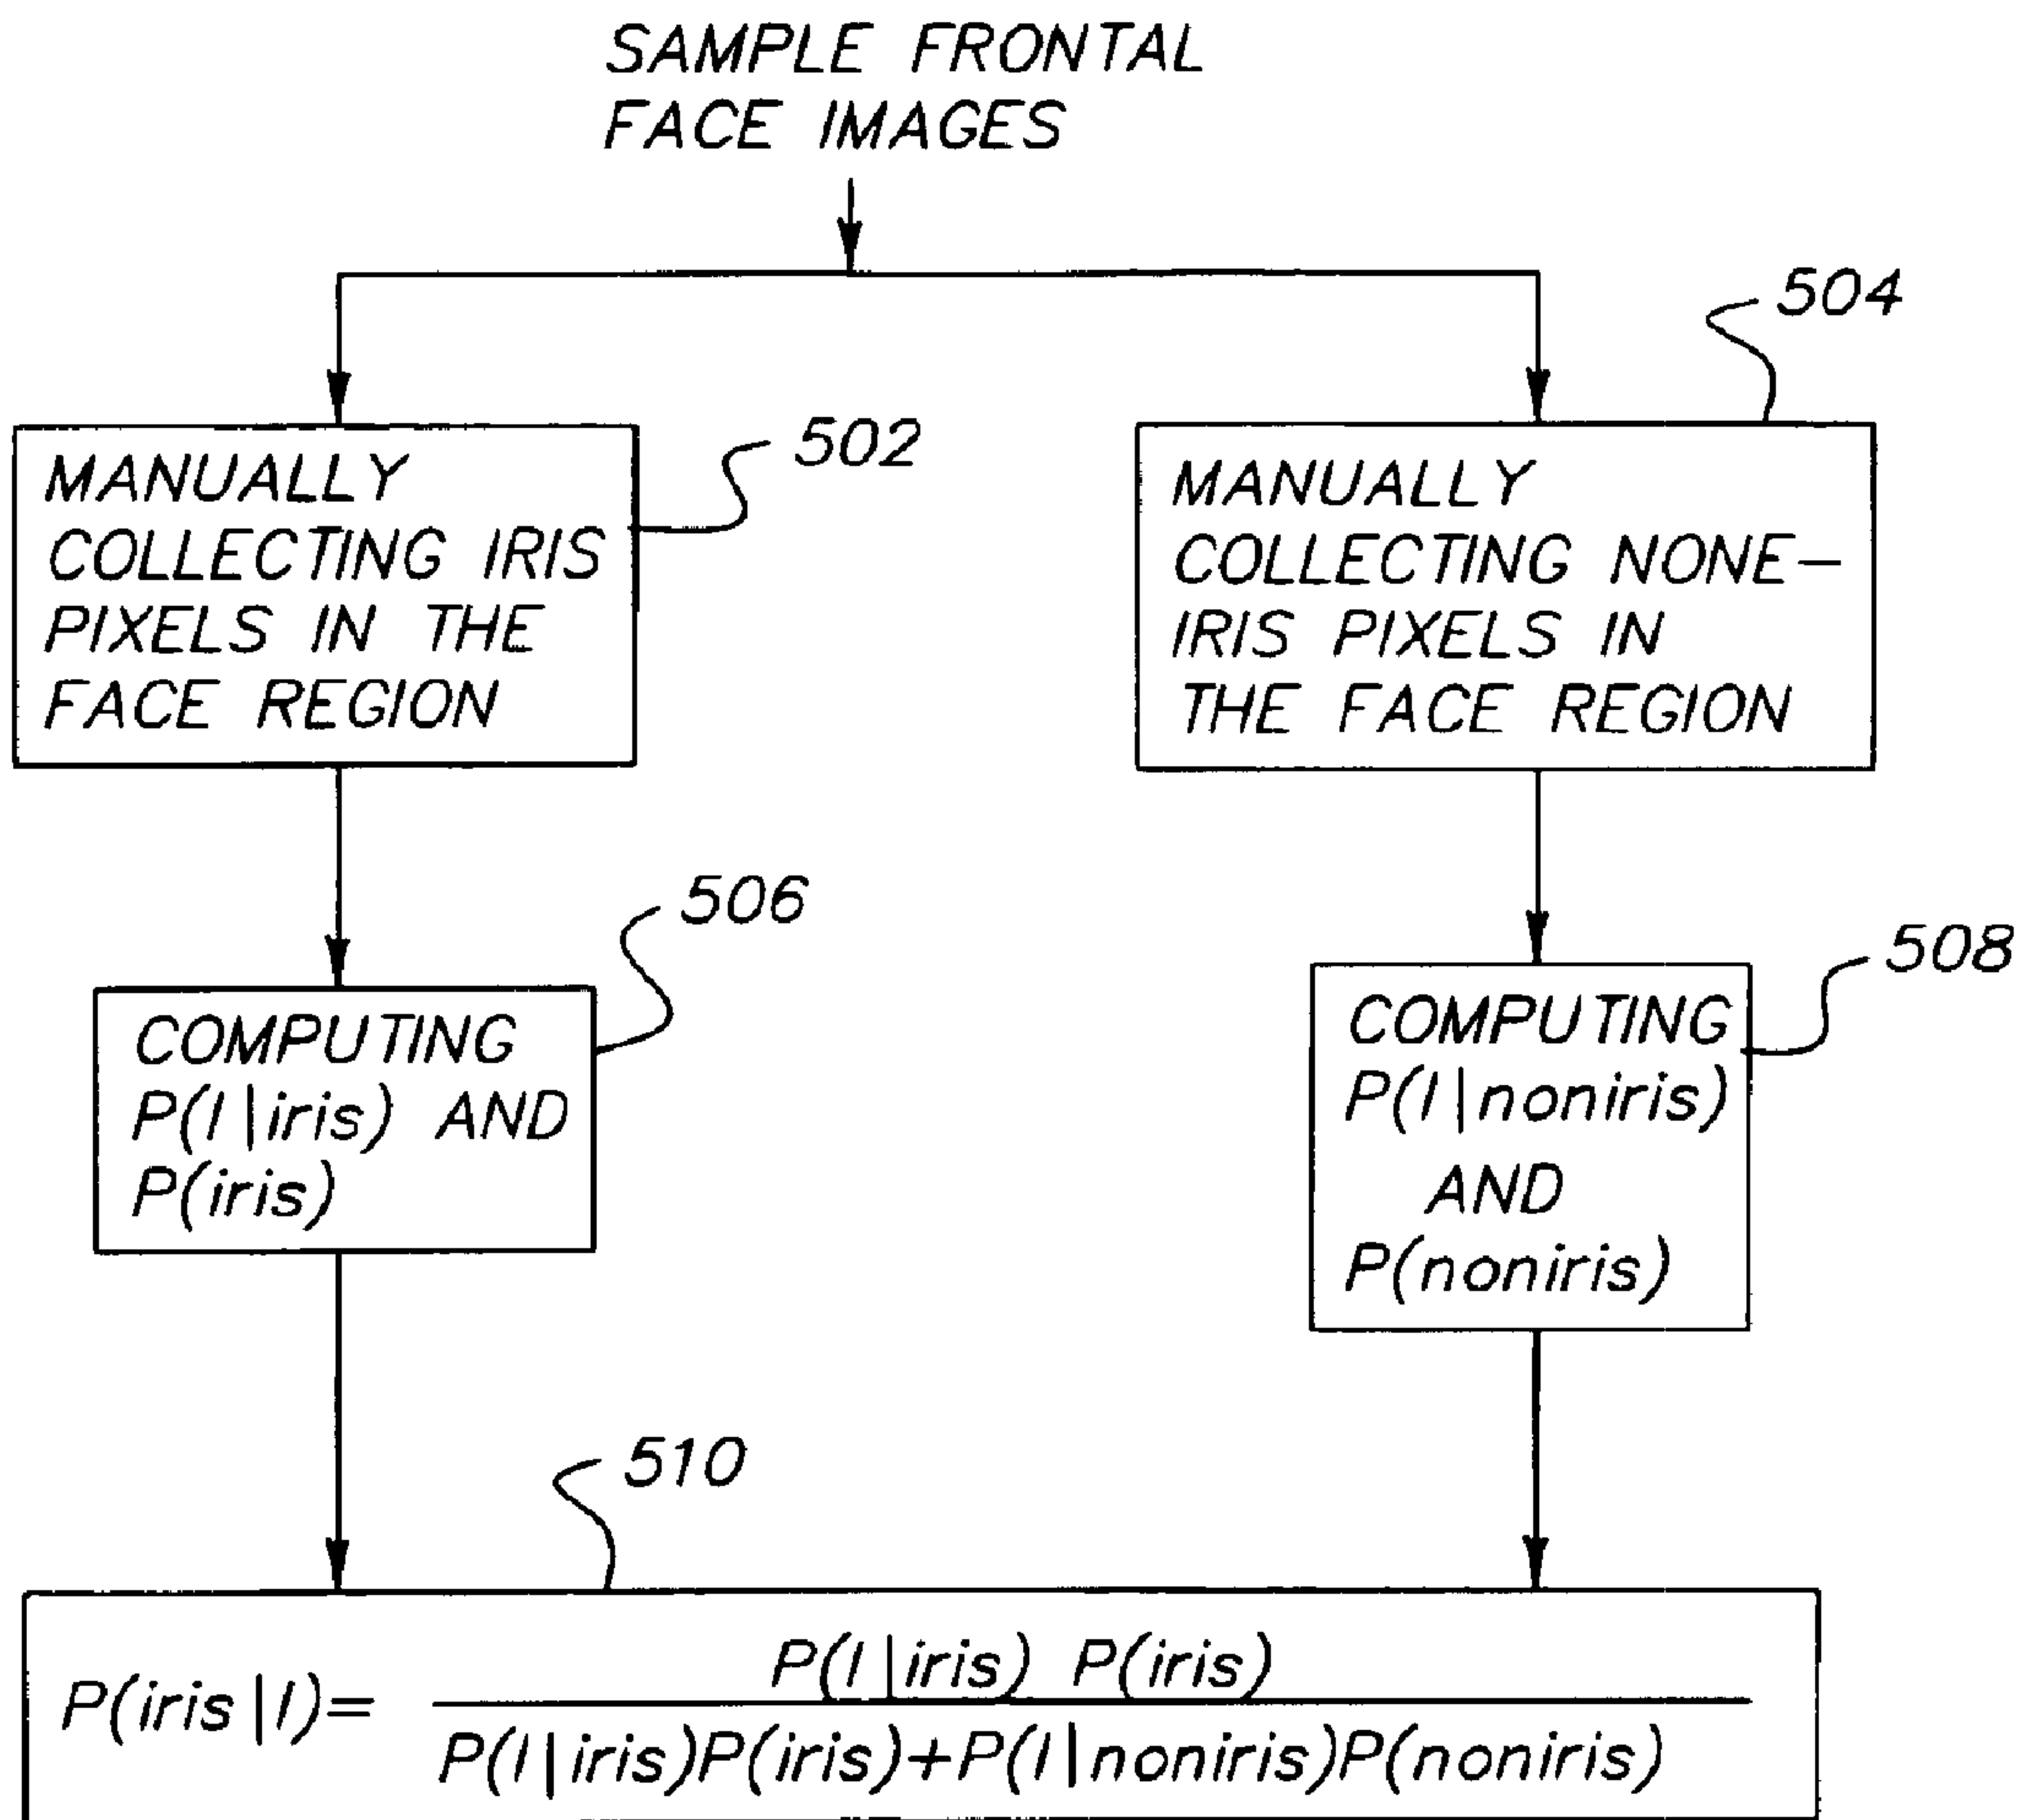 SAMPLE FRONTAL
FACE IMAGES
504
502
MANUALLY
COLLECTING IRIS
PIXELS IN THE
FACE REGION
MANUALLY
COLLECTING NONE-
IRIS PIXELS IN
THE FACE REGION
506
508
COMPUTING
P(I|iris) AND
P(iris)
COMPUTING
P(I|noniris)
AND
P(noniris)
510
P(iris|I)=
P(I|iris) P(iris)
P(I|iris)P(iris)+P(I|noniris)P(noniris)